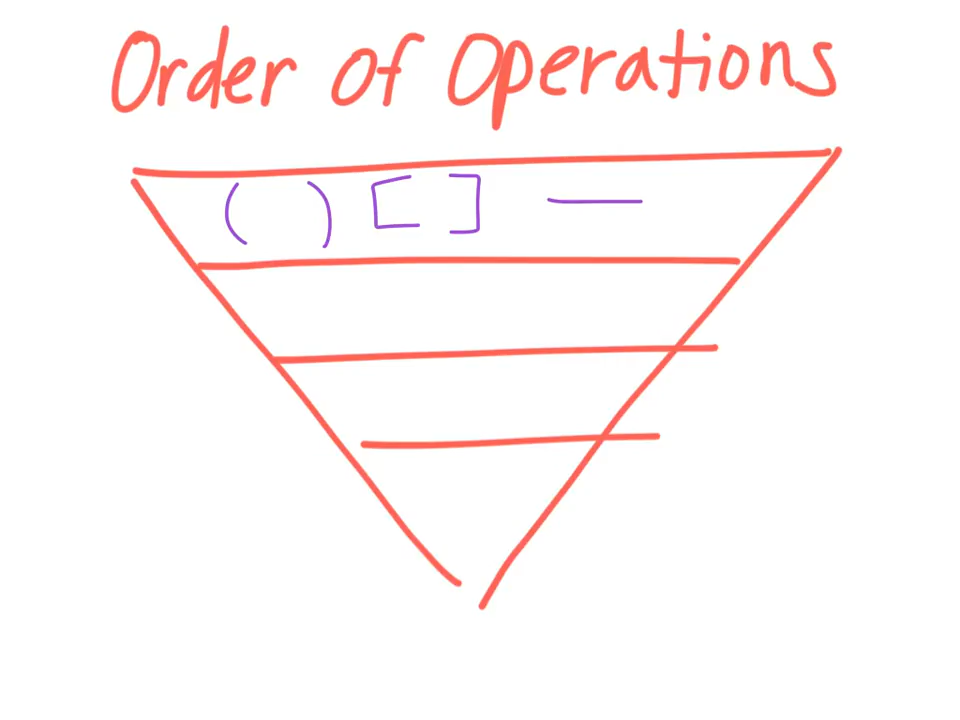 Order of Operations
( ) [ ] —